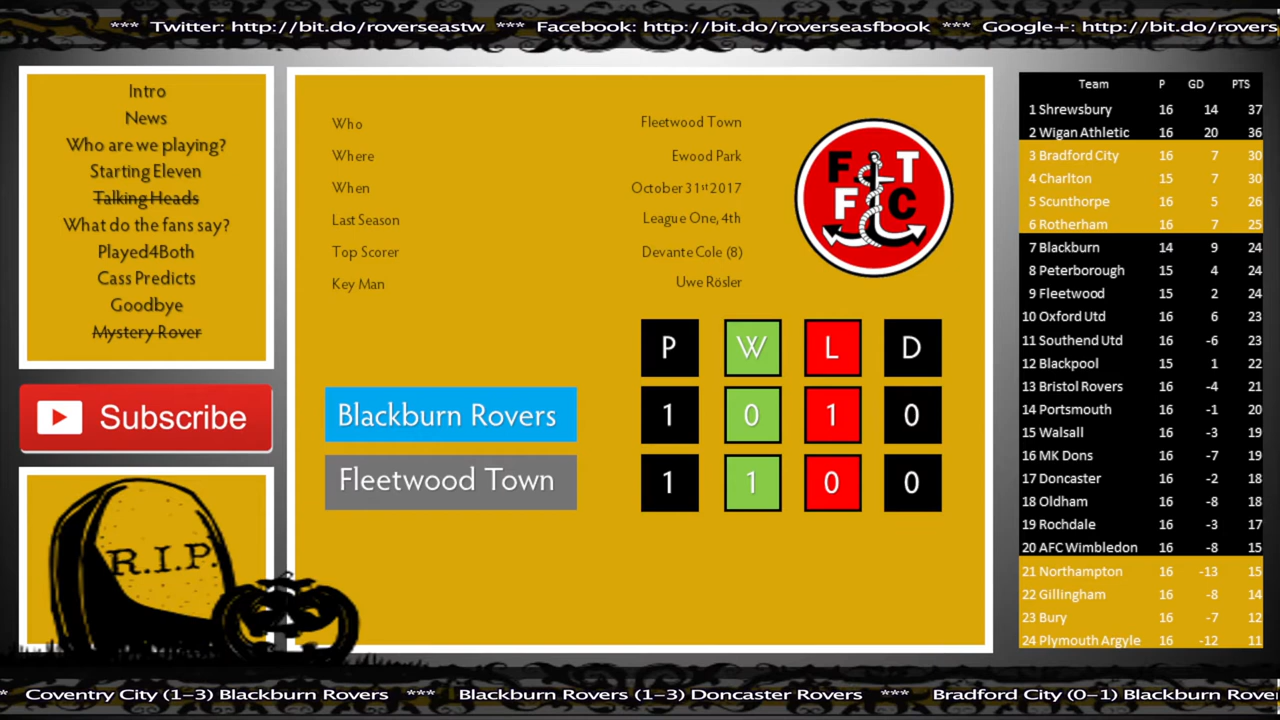 *** Twitter: http://bit.do/roverseastw *** Facebook: http://bit.do/roverseasfbook *** Google+: http://bit.do/rovers
Intro
News
Who are we playing?
Starting Eleven
Talking Heads
What do the fans say?
Played4Both
Cass Predicts
Goodbye
Mystery Rover
Subscribe
R.I.P.
Who Fleetwood Town
Where Ewood Park
When October 31st 2017
Last Season League One, 4th
Top Scorer Devante Cole (8)
Key Man Uwe Rösler
F T
F C
P W L D
Blackburn Rovers 1 0 1 0
Fleetwood Town 1 1 0 0
Team P GD PTS
1 Shrewsbury 16 14 37
2 Wigan Athletic 16 20 36
3 Bradford City 16 7 30
4 Charlton 15 7 30
5 Scunthorpe 16 5 26
6 Rotherham 16 7 25
7 Blackburn 14 9 24
8 Peterborough 15 4 24
9 Fleetwood 15 2 24
10 Oxford Utd 16 6 23
11 Southend Utd 16 -6 23
12 Blackpool 15 1 22
13 Bristol Rovers 16 -4 21
14 Portsmouth 16 -1 20
15 Walsall 16 -3 19
16 MK Dons 16 -7 19
17 Doncaster 16 -2 18
18 Oldham 16 -8 18
19 Rochdale 16 -3 17
20 AFC Wimbledon 16 -8 15
21 Northampton 16 -13 15
22 Gillingham 16 -8 14
23 Bury 16 -7 12
24 Plymouth Argyle 16 -12 11
* Coventry City (1-3) Blackburn Rovers *** Blackburn Rovers (1-3) Doncaster Rovers *** Bradford City (0-1) Blackburn Rover